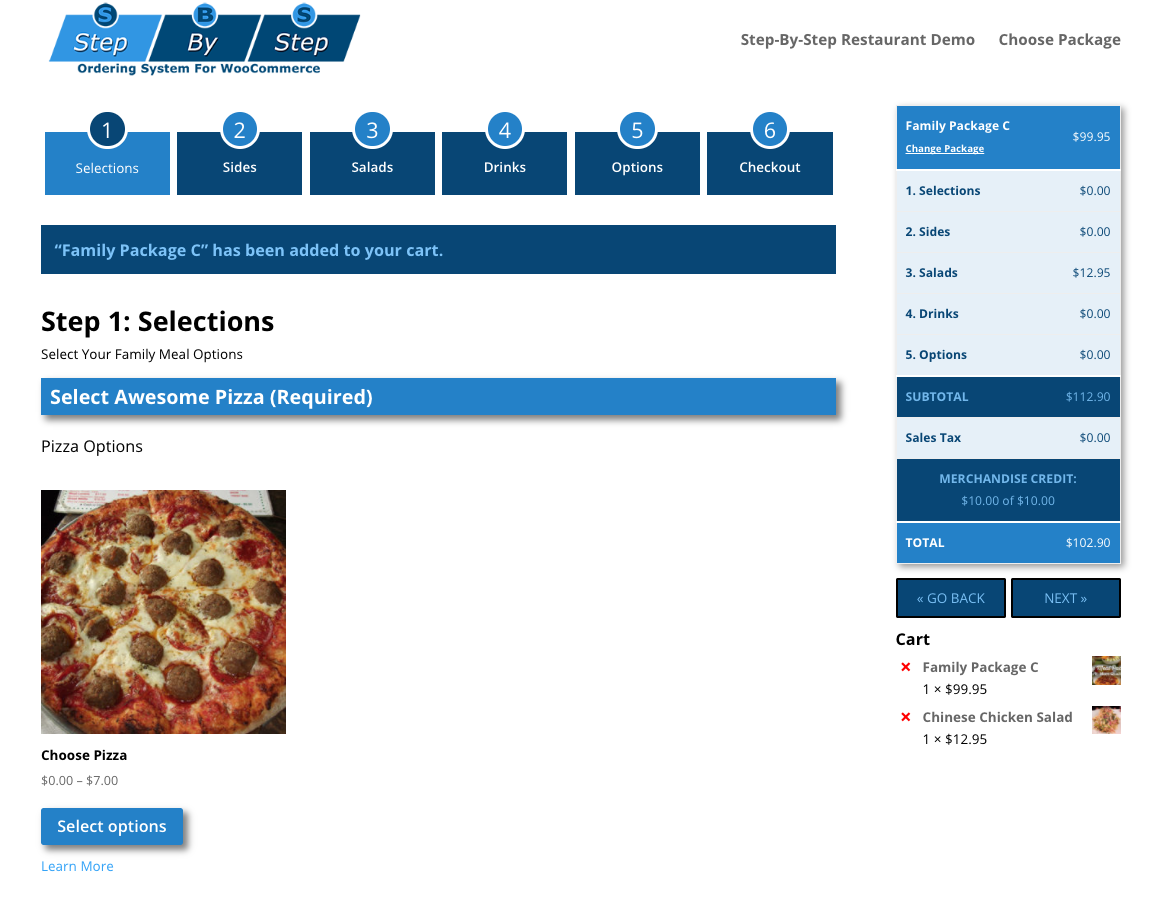 S B S
Step By Step
Ordering System For WooCommerce
Step-By-Step Restaurant Demo Choose Package
1 2 3 4 5 6
Selections Sides Salads Drinks Options Checkout
“Family Package C” has been added to your cart.
Step 1: Selections
Select Your Family Meal Options
Select Awesome Pizza (Required)
Pizza Options
Choose Pizza
$0.00 – $7.00
Select options
Learn More
Family Package C $99.95
Change Package
1. Selections $0.00
2. Sides $0.00
3. Salads $12.95
4. Drinks $0.00
5. Options $0.00
SUBTOTAL $112.90
Sales Tax $0.00
MERCHANDISE CREDIT:
$10.00 of $10.00
TOTAL $102.90
« GO BACK NEXT »
Cart
× Family Package C
1 × $99.95
× Chinese Chicken Salad
1 × $12.95